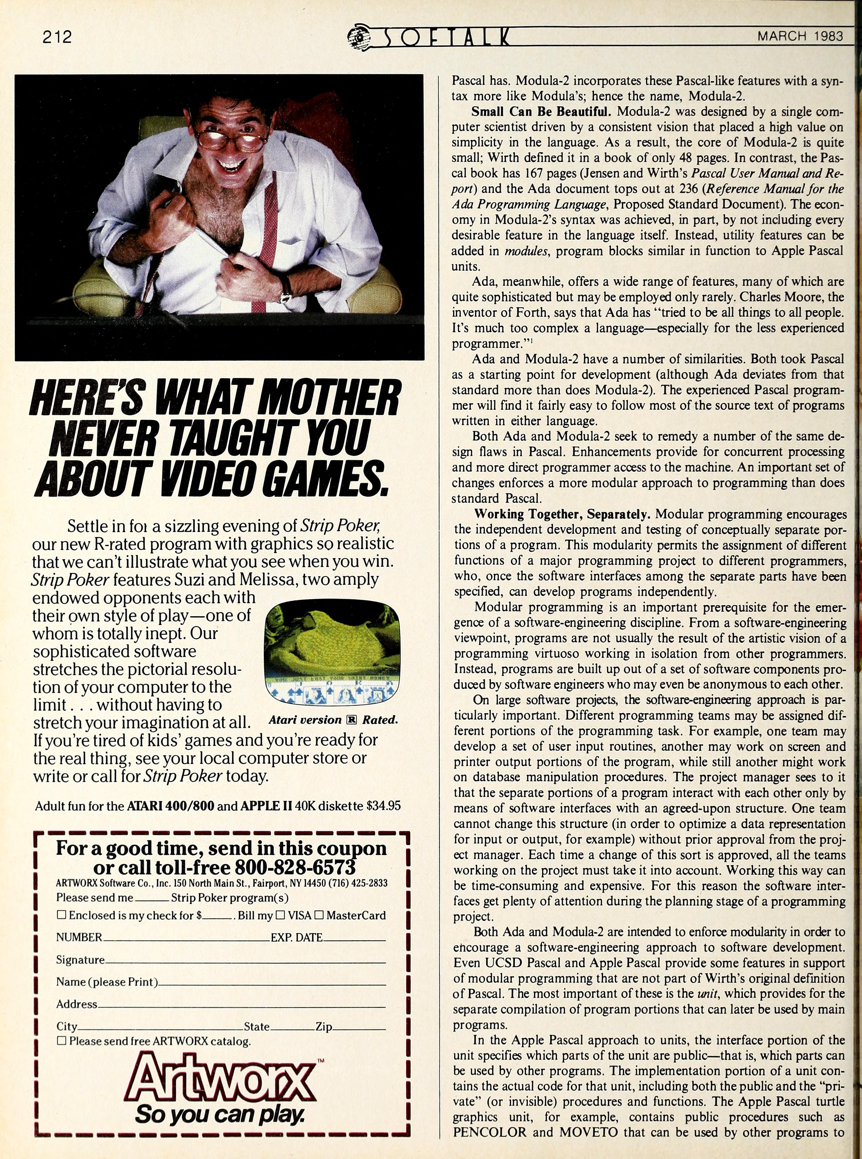 212
SOFTALK
MARCH 1983
HERE'S WHAT MOTHER
NEVER TAUGHT YOU
ABOUT VIDEO GAMES.
Settle in for a sizzling evening of Strip Poker,
our new R-rated program with graphics so realistic
that we can't illustrate what you see when you win.
Strip Poker features Suzi and Melissa, two amply
endowed opponents each with
their own style of play—one of
whom is totally inept. Our
sophisticated software
stretches the pictorial resolu-
tion of your computer to the
limit . . . without having to
stretch your imagination at all.
Atari version R Rated.
If you're tired of kids' games and you're ready for
the real thing, see your local computer store or
write or call for Strip Poker today.
Adult fun for the ATARI 400/800 and APPLE II 40K diskette $34.95
For a good time, send in this coupon
or call toll-free 800-828-6573
ARTWORX Software Co., Inc. 150 North Main St., Fairport, NY 14450 (716) 425-2833
Please send me ______ Strip Poker program(s)
☐ Enclosed is my check for $_____. Bill my ☐ VISA ☐ MasterCard
NUMBER______ EXP. DATE______
Signature______
Name (please Print)______
Address______
City______ State______ Zip______
☐ Please send free ARTWORX catalog.
Artworx™
So you can play.
Pascal has. Modula-2 incorporates these Pascal-like features with a syn-
tax more like Modula's; hence the name, Modula-2.
Small Can Be Beautiful. Modula-2 was designed by a single com-
puter scientist driven by a consistent vision that placed a high value on
simplicity in the language. As a result, the core of Modula-2 is quite
small; Wirth defined it in a book of only 48 pages. In contrast, the Pas-
cal book has 167 pages (Jensen and Wirth's Pascal User Manual and Re-
port) and the Ada document tops out at 236 (Reference Manual for the
Ada Programming Language, Proposed Standard Document). The econ-
omy in Modula-2's syntax was achieved, in part, by not including every
desirable feature in the language itself. Instead, utility features can be
added in modules, program blocks similar in function to Apple Pascal
units.
Ada, meanwhile, offers a wide range of features, many of which are
quite sophisticated but may be employed only rarely. Charles Moore, the
inventor of Forth, says that Ada has "tried to be all things to all people.
It's much too complex a language—especially for the less experienced
programmer."¹
Ada and Modula-2 have a number of similarities. Both took Pascal
as a starting point for development (although Ada deviates from that
standard more than does Modula-2). The experienced Pascal program-
mer will find it fairly easy to follow most of the source text of programs
written in either language.
Both Ada and Modula-2 seek to remedy a number of the same de-
sign flaws in Pascal. Enhancements provide for concurrent processing
and more direct programmer access to the machine. An important set of
changes enforces a more modular approach to programming than does
standard Pascal.
Working Together, Separately. Modular programming encourages
the independent development and testing of conceptually separate por-
tions of a program. This modularity permits the assignment of different
functions of a major programming project to different programmers,
who, once the software interfaces among the separate parts have been
specified, can develop programs independently.
Modular programming is an important prerequisite for the emer-
gence of a software-engineering discipline. From a software-engineering
viewpoint, programs are not usually the result of the artistic vision of a
programming virtuoso working in isolation from other programmers.
Instead, programs are built up out of a set of software components pro-
duced by software engineers who may even be anonymous to each other.
On large software projects, the software-engineering approach is par-
ticularly important. Different programming teams may be assigned dif-
ferent portions of the programming task. For example, one team may
develop a set of user input routines, another may work on screen and
printer output portions of the program, while still another might work
on database manipulation procedures. The project manager sees to it
that the separate portions of a program interact with each other only by
means of software interfaces with an agreed-upon structure. One team
cannot change this structure (in order to optimize a data representation
for input or output, for example) without prior approval from the proj-
ect manager. Each time a change of this sort is approved, all the teams
working on the project must take it into account. Working this way can
be time-consuming and expensive. For this reason the software inter-
faces get plenty of attention during the planning stage of a programming
project.
Both Ada and Modula-2 are intended to enforce modularity in order to
encourage a software-engineering approach to software development.
Even UCSD Pascal and Apple Pascal provide some features in support
of modular programming that are not part of Wirth's original definition
of Pascal. The most important of these is the unit, which provides for the
separate compilation of program portions that can later be used by main
programs.
In the Apple Pascal approach to units, the interface portion of the
unit specifies which parts of the unit are public—that is, which parts can
be used by other programs. The implementation portion of a unit con-
tains the actual code for that unit, including both the public and the "pri-
vate" (or invisible) procedures and functions. The Apple Pascal turtle
graphics unit, for example, contains public procedures such as
PENCOLOR and MOVETO that can be used by other programs to